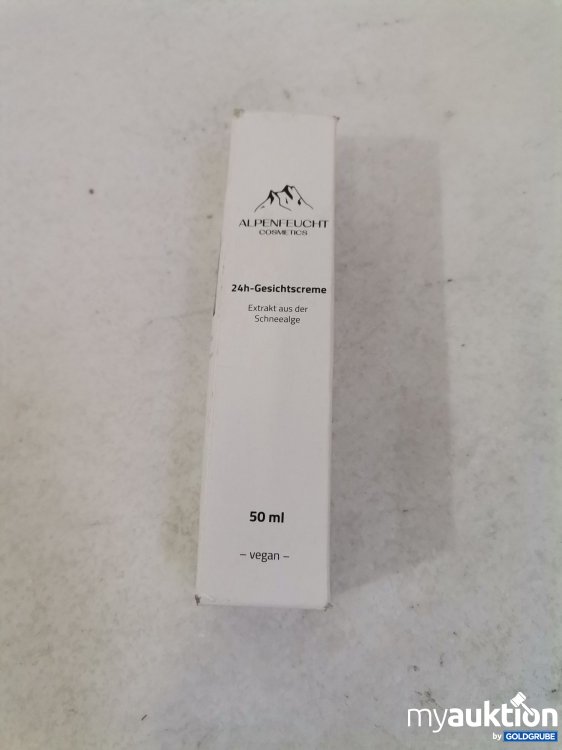 ALPENFEUCHT
COSMETICS
24h-Gesichtscreme
Extrakt aus der
Schneealge
50 ml
– vegan –
myauktion
by GOLDGRUBE